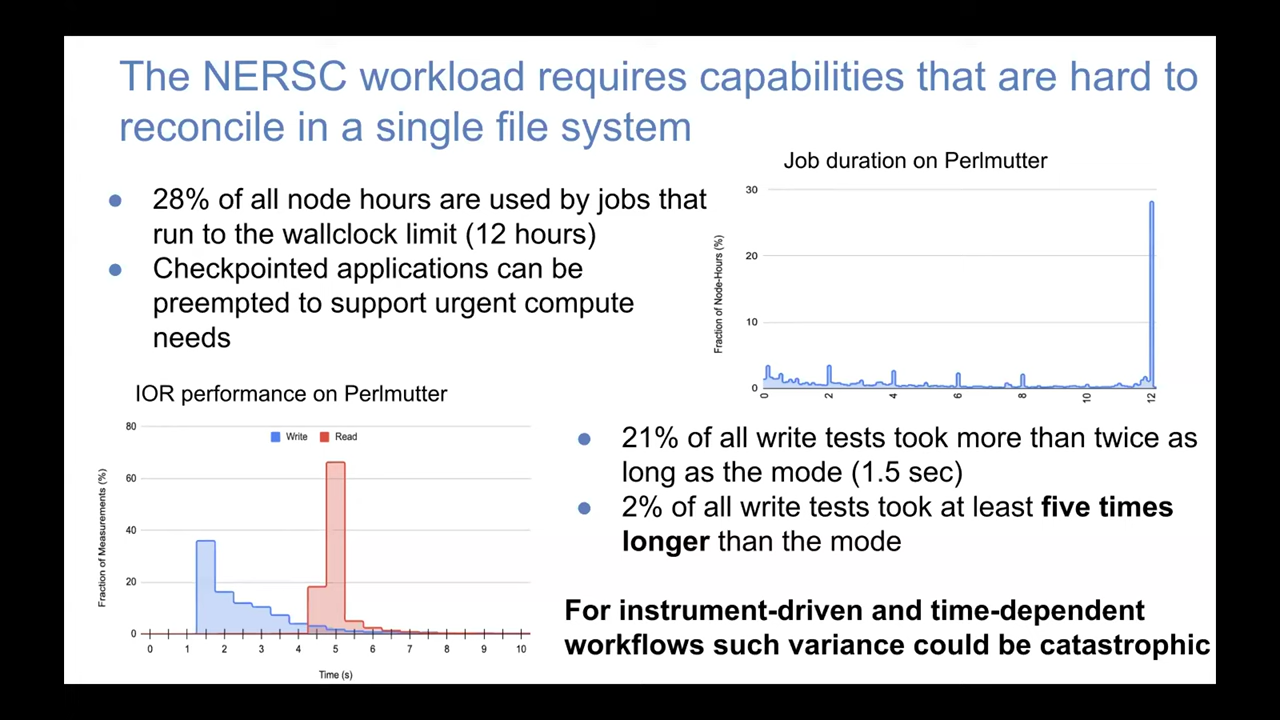 The NERSC workload requires capabilities that are hard to
reconcile in a single file system
● 28% of all node hours are used by jobs that
run to the wallclock limit (12 hours)
● Checkpointed applications can be
preempted to support urgent compute
needs
Job duration on Perlmutter
Fraction of Node-Hours (%)
30
20
10
0
0 2 4 6 8 10 12
IOR performance on Perlmutter
Write Read
Fraction of Measurements (%)
80
60
40
20
0
0 1 2 3 4 5 6 7 8 9 10
Time (s)
● 21% of all write tests took more than twice as
long as the mode (1.5 sec)
● 2% of all write tests took at least five times
longer than the mode
For instrument-driven and time-dependent
workflows such variance could be catastrophic